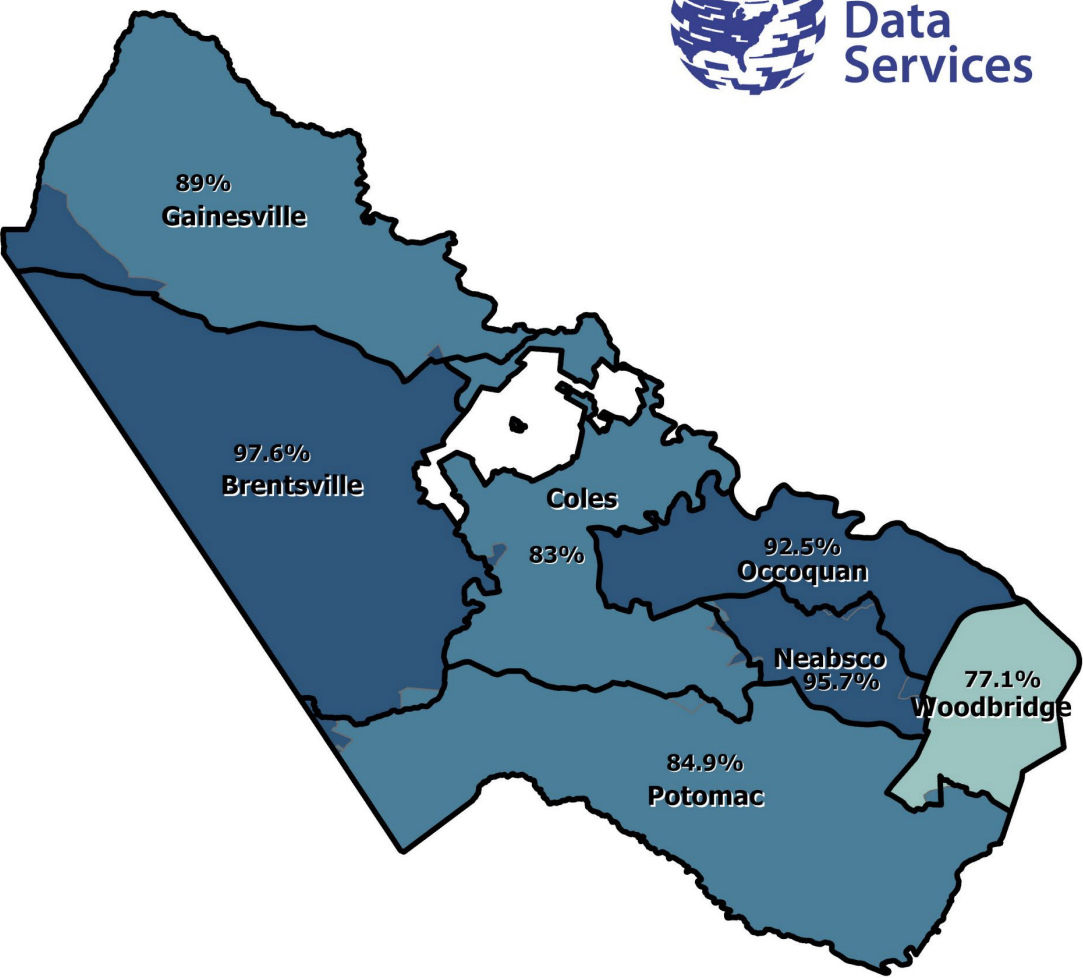 Data
Services
89%
Gainesville
97.6%
Brentsville
Coles
83%
92.5%
Occoquan
Neabsco
95.7%
77.1%
Woodbridge
84.9%
Potomac